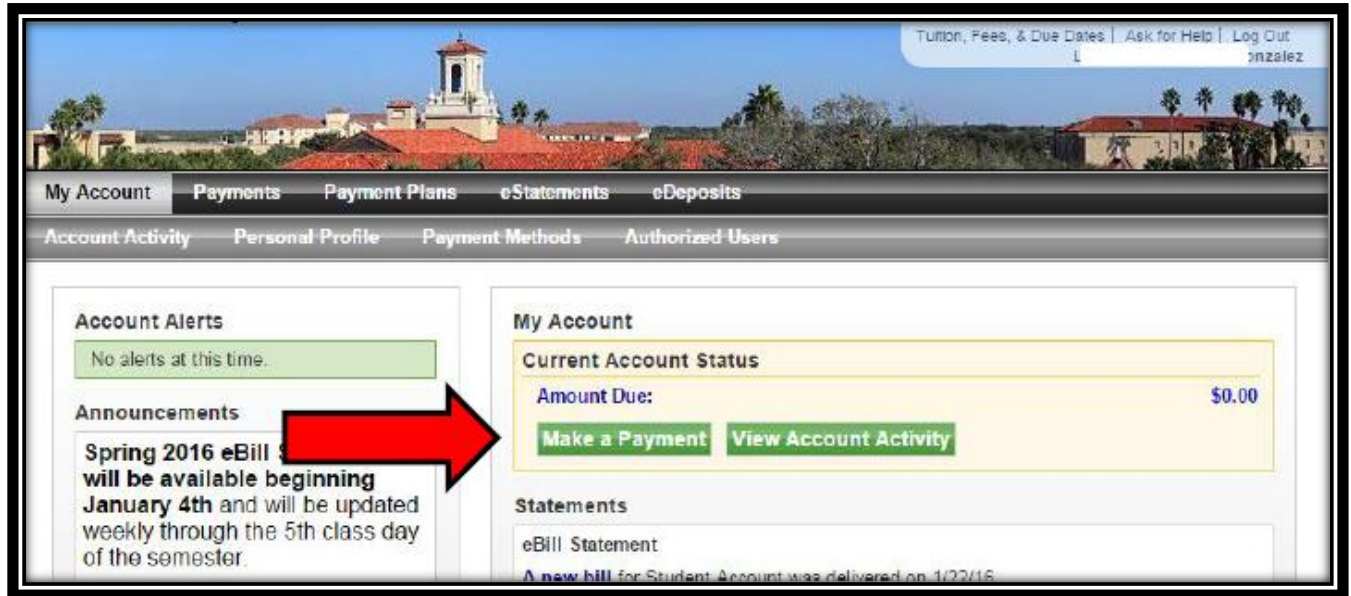 Tuition, Fees, & Due Dates | Ask for Help | Log Out
L onzalez
My Account Payments Payment Plans eStatements eDeposits
Account Activity Personal Profile Payment Methods Authorized Users
Account Alerts
No alerts at this time.
Announcements
Spring 2016 eBill S
will be available beginning
January 4th and will be updated
weekly through the 5th class day
of the semester.
My Account
Current Account Status
Amount Due: $0.00
Make a Payment View Account Activity
Statements
eBill Statement
A new bill for Student Account was delivered on 1/22/16